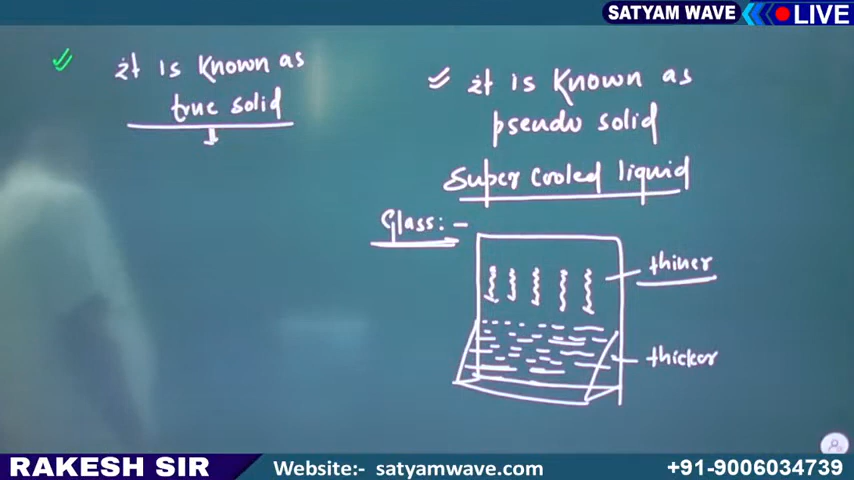 SATYAM WAVE LIVE
it is known as
true solid
it is known as
pseudo solid
super cooled liquid
Glass:-
thiner
thicker
RAKESH SIR
Website:- satyamwave.com
+91-9006034739